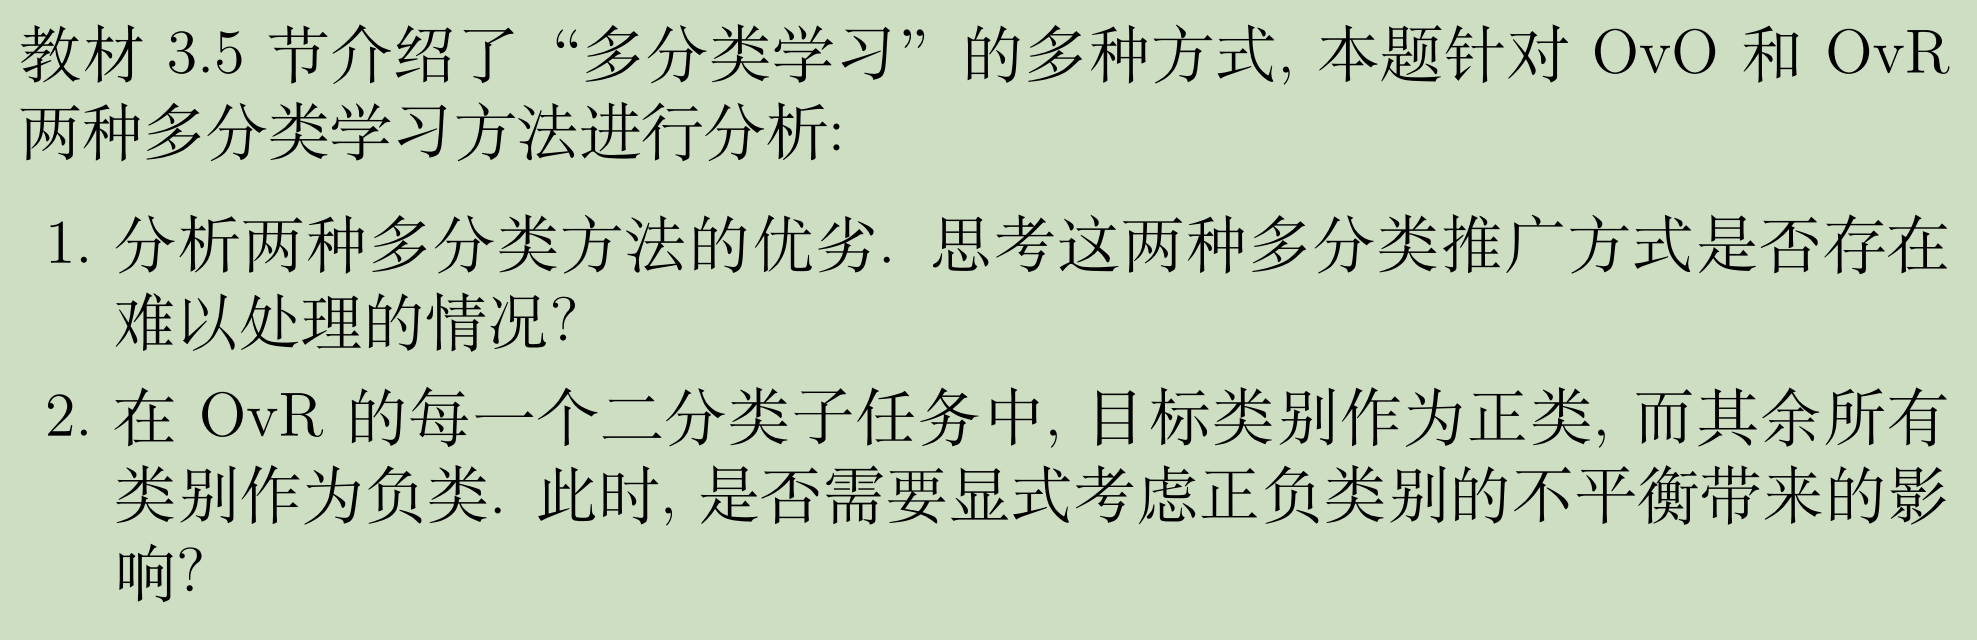 教材 3.5 节介绍了 “多分类学习” 的多种方式, 本题针对 OvO 和 OvR
两种多分类学习方法进行分析:
1. 分析两种多分类方法的优劣. 思考这两种多分类推广方式是否存在
难以处理的情况?
2. 在 OvR 的每一个二分类子任务中, 目标类别作为正类, 而其余所有
类别作为负类. 此时, 是否需要显式考虑正负类别的不平衡带来的影
响?